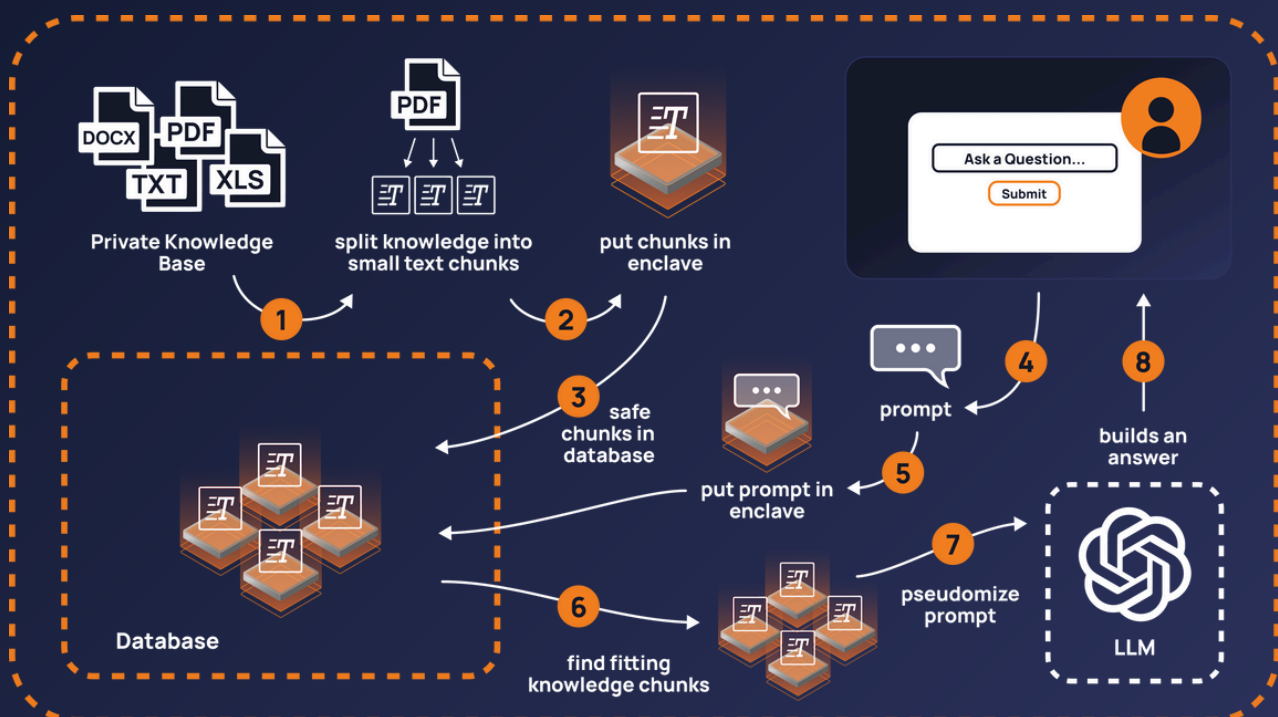 DOCX
PDF
TXT
XLS
Private Knowledge
Base
PDF
split knowledge into
small text chunks
put chunks in
enclave
Ask a Question...
Submit
1
2
3
safe
chunks in
database
4
prompt
5
put prompt in
enclave
Database
6
find fitting
knowledge chunks
7
pseudomize
prompt
8
builds an
answer
LLM